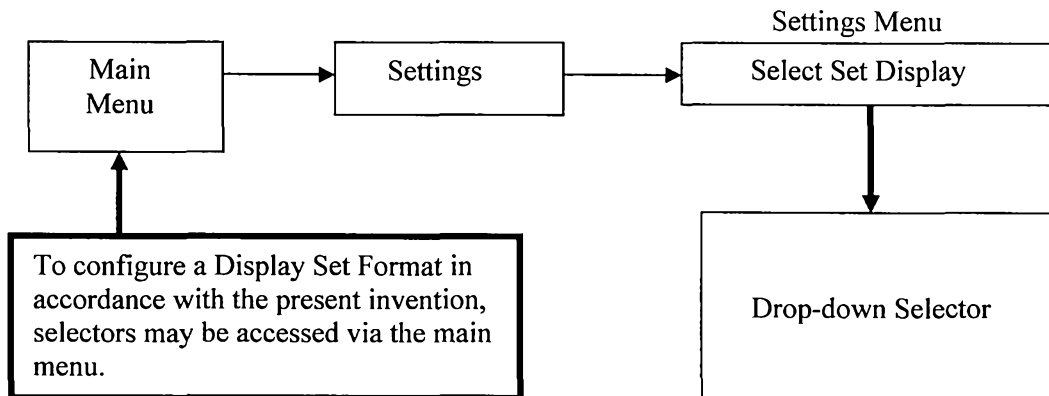 Settings Menu
Main
Menu
Settings
Select Set Display
To configure a Display Set Format in
accordance with the present invention,
selectors may be accessed via the main
menu.
Drop-down Selector